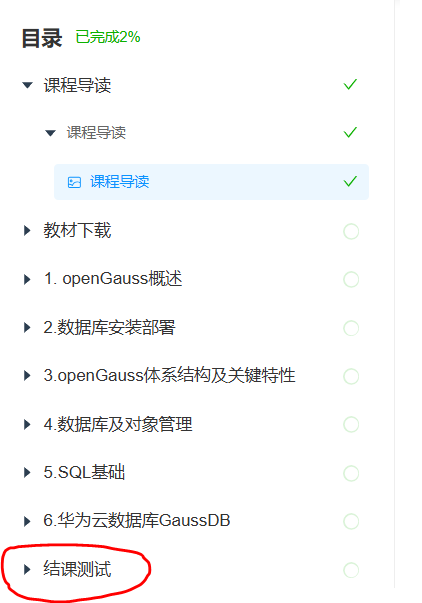 目录 已完成2%
课程导读
课程导读
课程导读
教材下载
1. openGauss概述
2.数据库安装部署
3.openGauss体系结构及关键特性
4.数据库及对象管理
5.SQL基础
6.华为云数据库GaussDB
结课测试